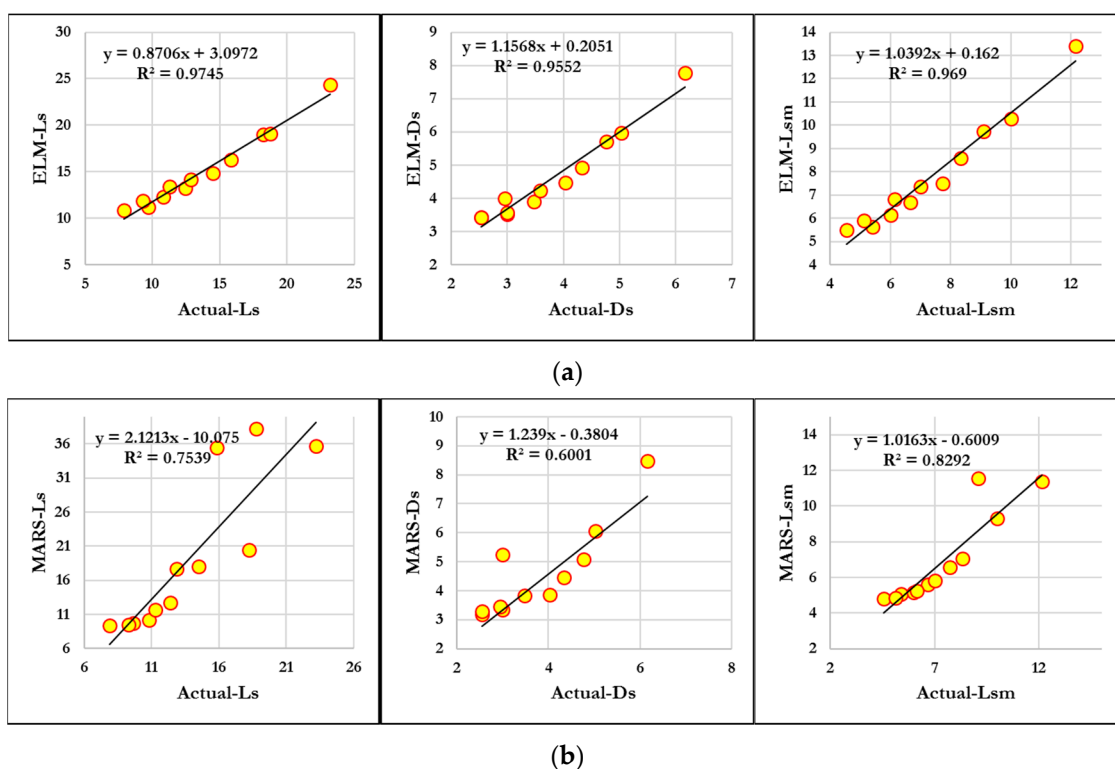 y = 0.8706x + 3.0972
R² = 0.9745
30
25
20
15
10
5
5 10 15 20 25
ELM-Ls
Actual-Ls
y = 1.1568x + 0.2051
R² = 0.9552
9
8
7
6
5
4
3
2
2 3 4 5 6 7
ELM-Ds
Actual-Ds
y = 1.0392x + 0.162
R² = 0.969
14
13
12
11
10
9
8
7
6
5
4
4 6 8 10 12
ELM-Lsm
Actual-Lsm
(a)
y = 2.1213x - 10.075
R² = 0.7539
36
31
26
21
16
11
6
6 11 16 21 26
MARS-Ls
Actual-Ls
y = 1.239x - 0.3804
R² = 0.6001
10
9
8
7
6
5
4
3
2
2 4 6 8
MARS-Ds
Actual-Ds
y = 1.0163x - 0.6009
R² = 0.8292
14
12
10
8
6
4
2
2 7 12
MARS-Lsm
Actual-Lsm
(b)